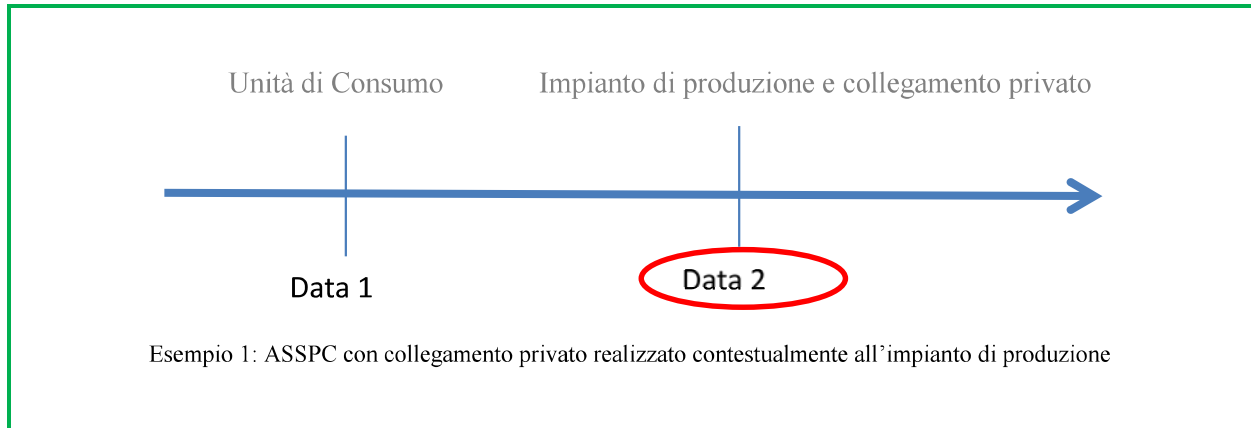 Unità di Consumo
Impianto di produzione e collegamento privato
Data 1
Data 2
Esempio 1: ASSPC con collegamento privato realizzato contestualmente all’impianto di produzione